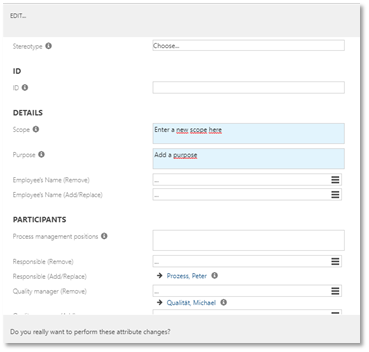 EDIT...
Stereotype Choose...
ID
ID
DETAILS
Scope Enter a new scope here
Purpose Add a purpose
Employee's Name (Remove) ...
Employee's Name (Add/Replace) ...
PARTICIPANTS
Process management positions
Responsible (Remove) ...
Responsible (Add/Replace) → Prozess, Peter
Quality manager (Remove) ...
→ Qualität, Michael
Do you really want to perform these attribute changes?